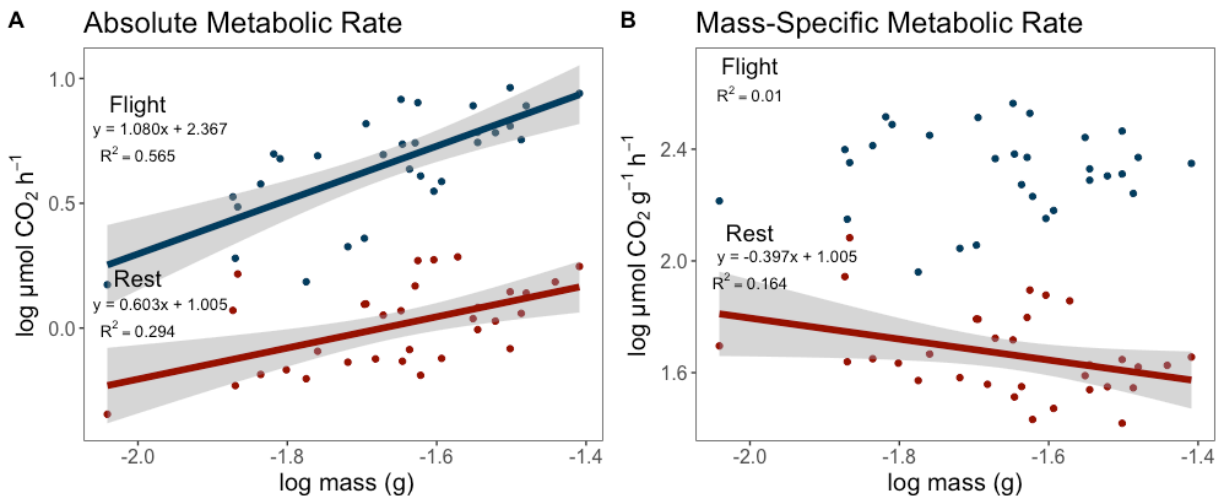 A
Absolute Metabolic Rate
log μmol CO₂ h⁻¹
1.0
0.5
0.0
Flight
y = 1.080x + 2.367
R² = 0.565
Rest
y = 0.603x + 1.005
R² = 0.294
-2.0 -1.8 -1.6 -1.4
log mass (g)
B
Mass-Specific Metabolic Rate
log μmol CO₂ g⁻¹ h⁻¹
2.4
2.0
1.6
Flight
R² = 0.01
Rest
y = -0.397x + 1.005
R² = 0.164
-2.0 -1.8 -1.6 -1.4
log mass (g)